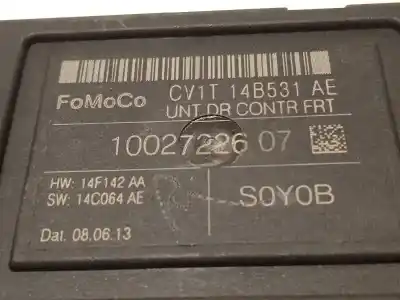 FoMoCo CV1T 14B531 AE
UNT DR CONTR FRT
10027226 07
HW: 14F142 AA
SW: 14C064 AE
S0Y0B
Dat. 08.06.13